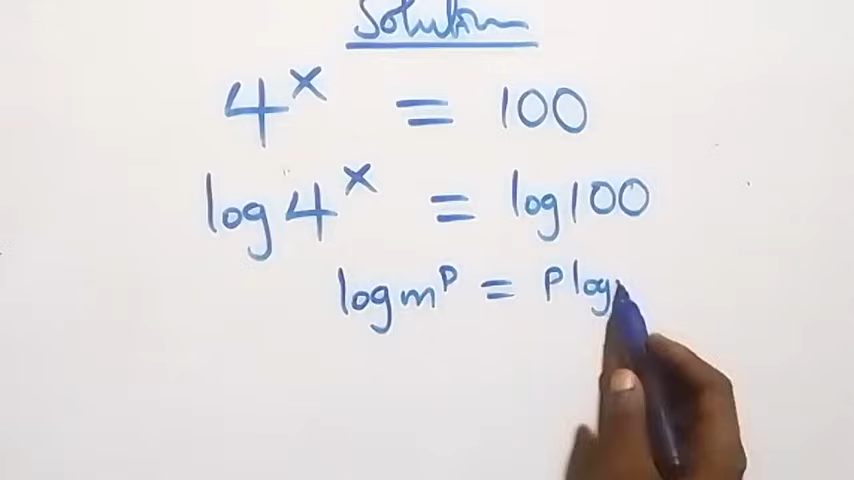 Solution
4^x = 100
log 4^x = log 100
log m^p = p log